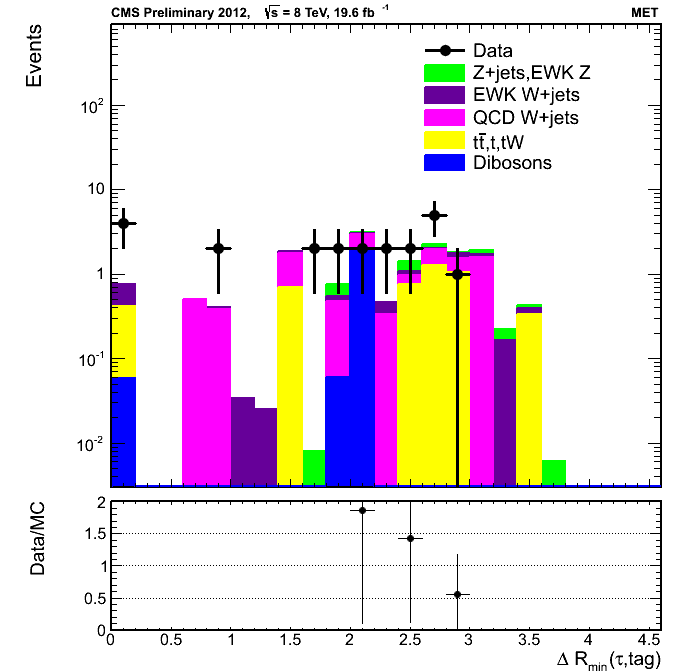 CMS Preliminary 2012, √s = 8 TeV, 19.6 fb⁻¹ MET
Events
Data
Z+jets,EWK Z
EWK W+jets
QCD W+jets
tt̄,t,tW
Dibosons
10²
10
1
10⁻¹
10⁻²
Data/MC
2
1.5
1
0.5
0
0 0.5 1 1.5 2 2.5 3 3.5 4 4.5
Δ R_min(τ,tag)